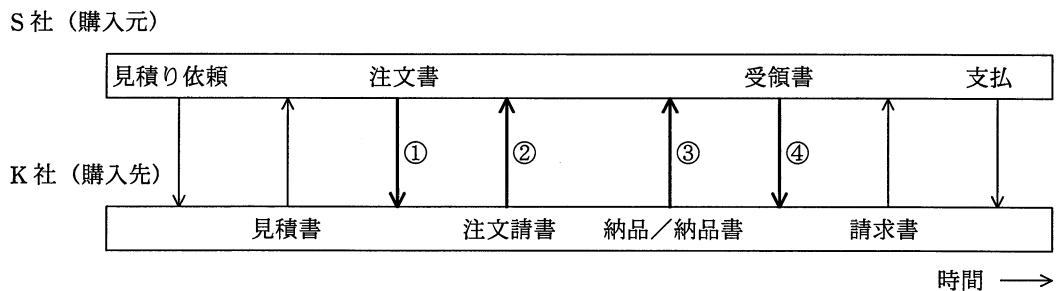 S社（購入元）
見積り依頼 注文書 受領書 支払
① ② ③ ④
K社（購入先）
見積書 注文請書 納品／納品書 請求書
時間